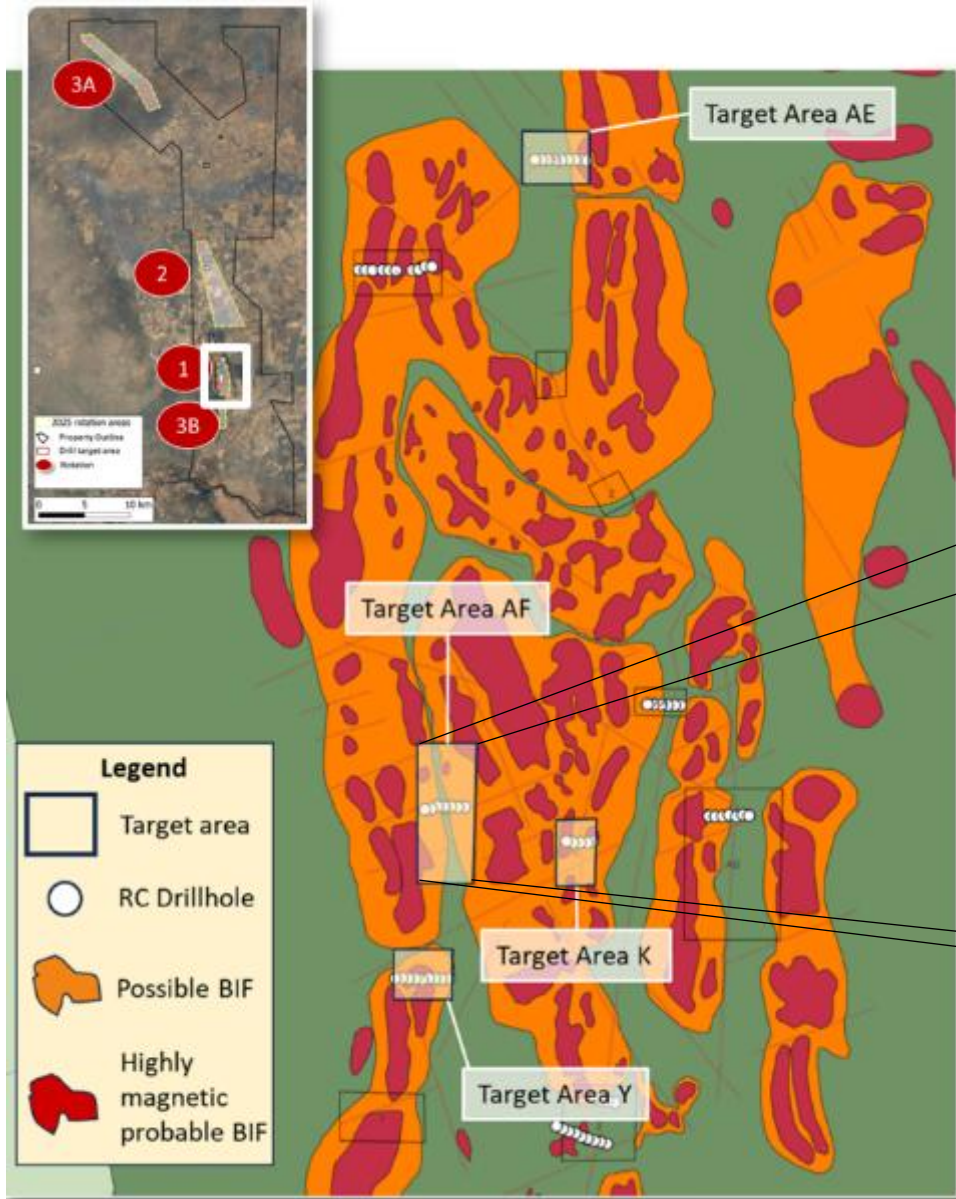 3A
2
1
3B
2025 rotation areas
Property Outline
Drill target area
Rotation
0 5 10 km
Target Area AE
Target Area AF
Target Area K
Target Area Y
Legend
Target area
RC Drillhole
Possible BIF
Highly
magnetic
probable BIF